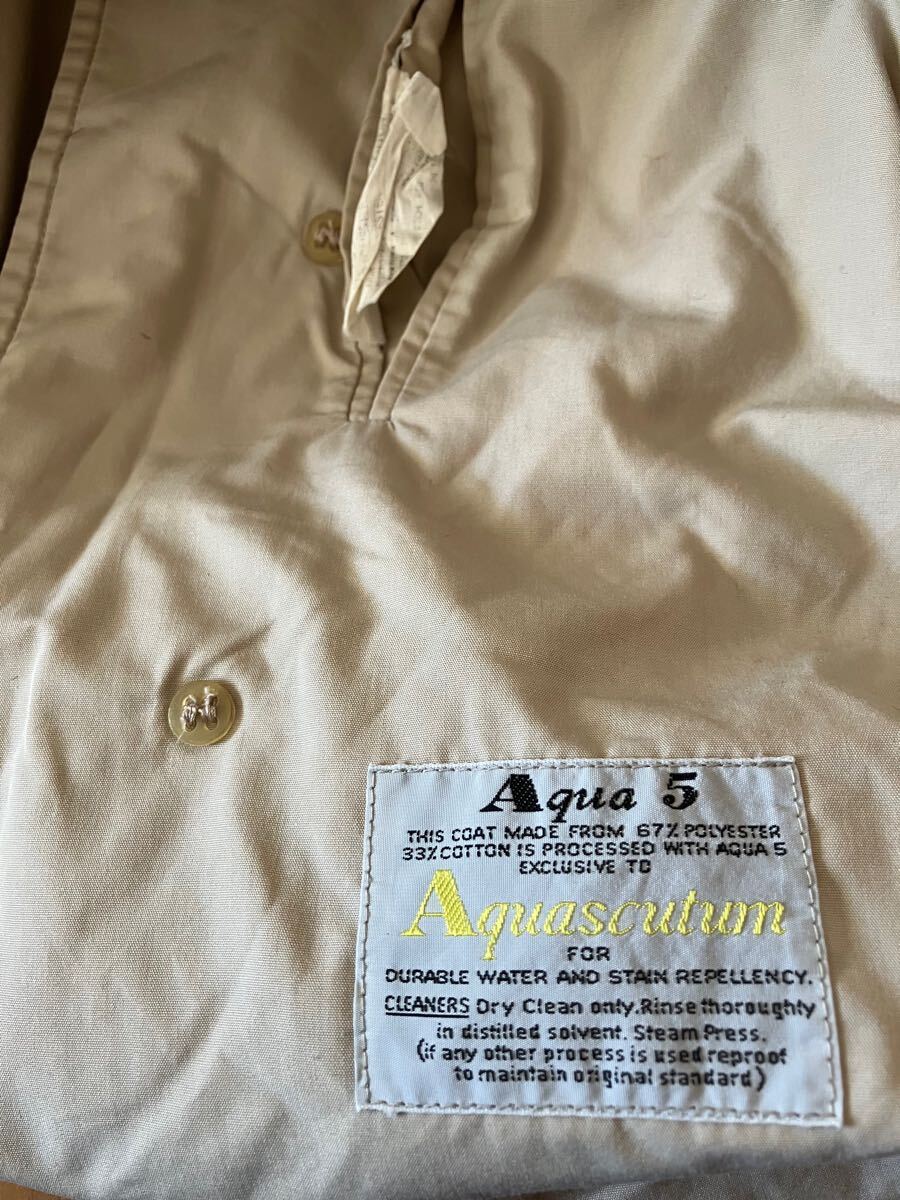 Aqua 5
THIS COAT MADE FROM 67% POLYESTER
33% COTTON IS PROCESSED WITH AQUA 5
EXCLUSIVE TO
Aquascutum
FOR
DURABLE WATER AND STAIN REPELLENCY.
CLEANERS Dry Clean only. Rinse thoroughly
in distilled solvent. Steam Press.
(if any other process is used reproof
to maintain original standard)